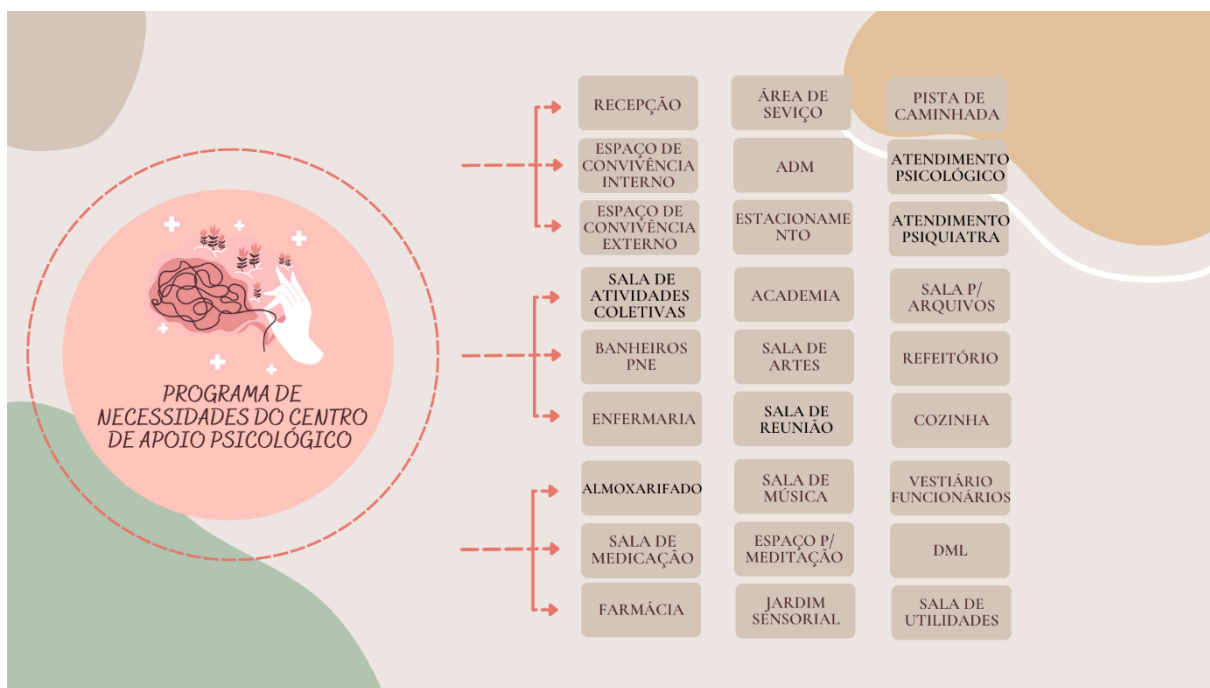 PROGRAMA DE
NECESSIDADES DO CENTRO
DE APOIO PSICOLÓGICO
RECEPÇÃO
ÁREA DE
SEVIÇO
PISTA DE
CAMINHADA
ESPAÇO DE
CONVIVÊNCIA
INTERNO
ADM
ATENDIMENTO
PSICOLÓGICO
ESPAÇO DE
CONVIVÊNCIA
EXTERNO
ESTACIONAME
NTO
ATENDIMENTO
PSIQUIATRA
SALA DE
ATIVIDADES
COLETIVAS
ACADEMIA
SALA P/
ARQUIVOS
BANHEIROS
PNE
SALA DE
ARTES
REFEITÓRIO
ENFERMARIA
SALA DE
REUNIÃO
COZINHA
ALMOXARIFADO
SALA DE
MÚSICA
VESTIÁRIO
FUNCIONÁRIOS
SALA DE
MEDICAÇÃO
ESPAÇO P/
MEDITAÇÃO
DML
FARMÁCIA
JARDIM
SENSORIAL
SALA DE
UTILIDADES